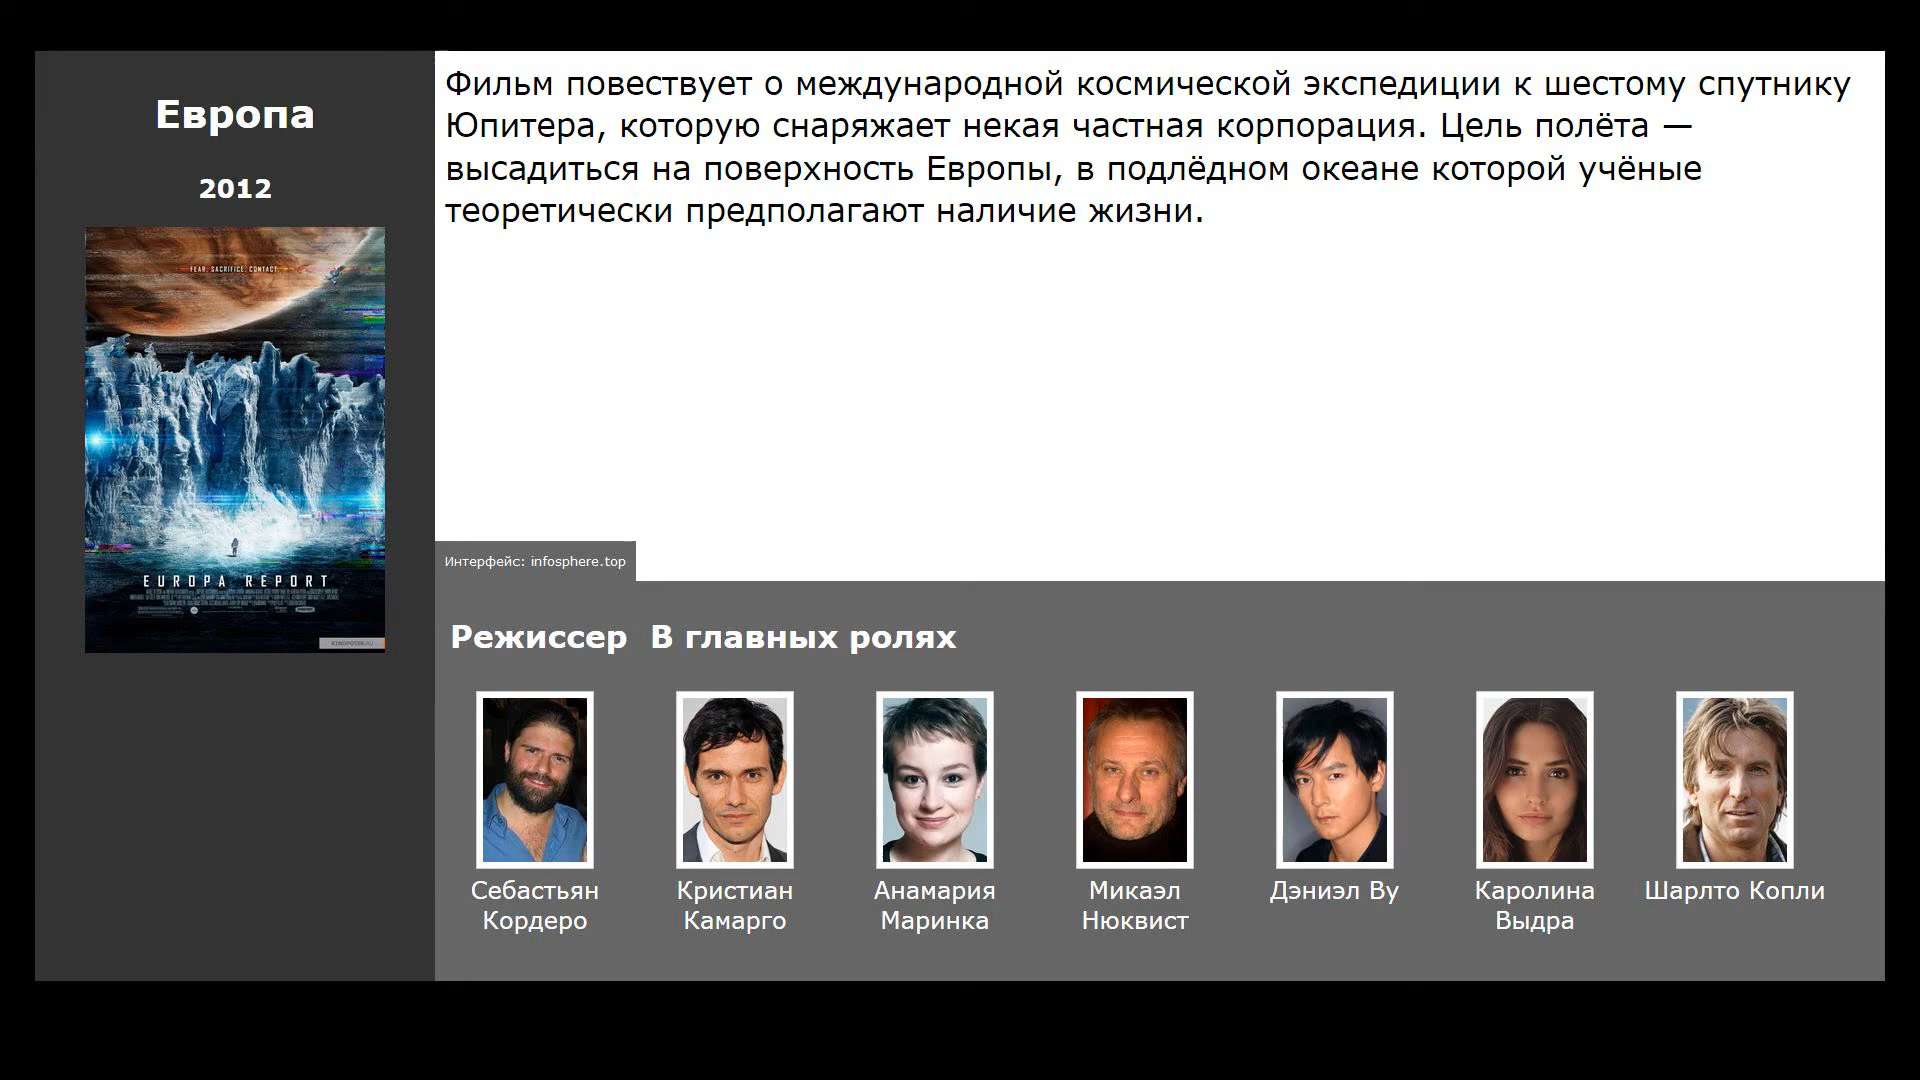 Европа
2012
FEAR. SACRIFICE. CONTACT.
EUROPA REPORT
KINOPOISK.RU
Фильм повествует о международной космической экспедиции к шестому спутнику
Юпитера, которую снаряжает некая частная корпорация. Цель полёта —
высадиться на поверхность Европы, в подлёдном океане которой учёные
теоретически предполагают наличие жизни.
Интерфейс: infosphere.top
Режиссер В главных ролях
Себастьян
Кордеро
Кристиан
Камарго
Анамария
Маринка
Микаэл
Нюквист
Дэниэл Ву
Каролина
Выдра
Шарлто Копли